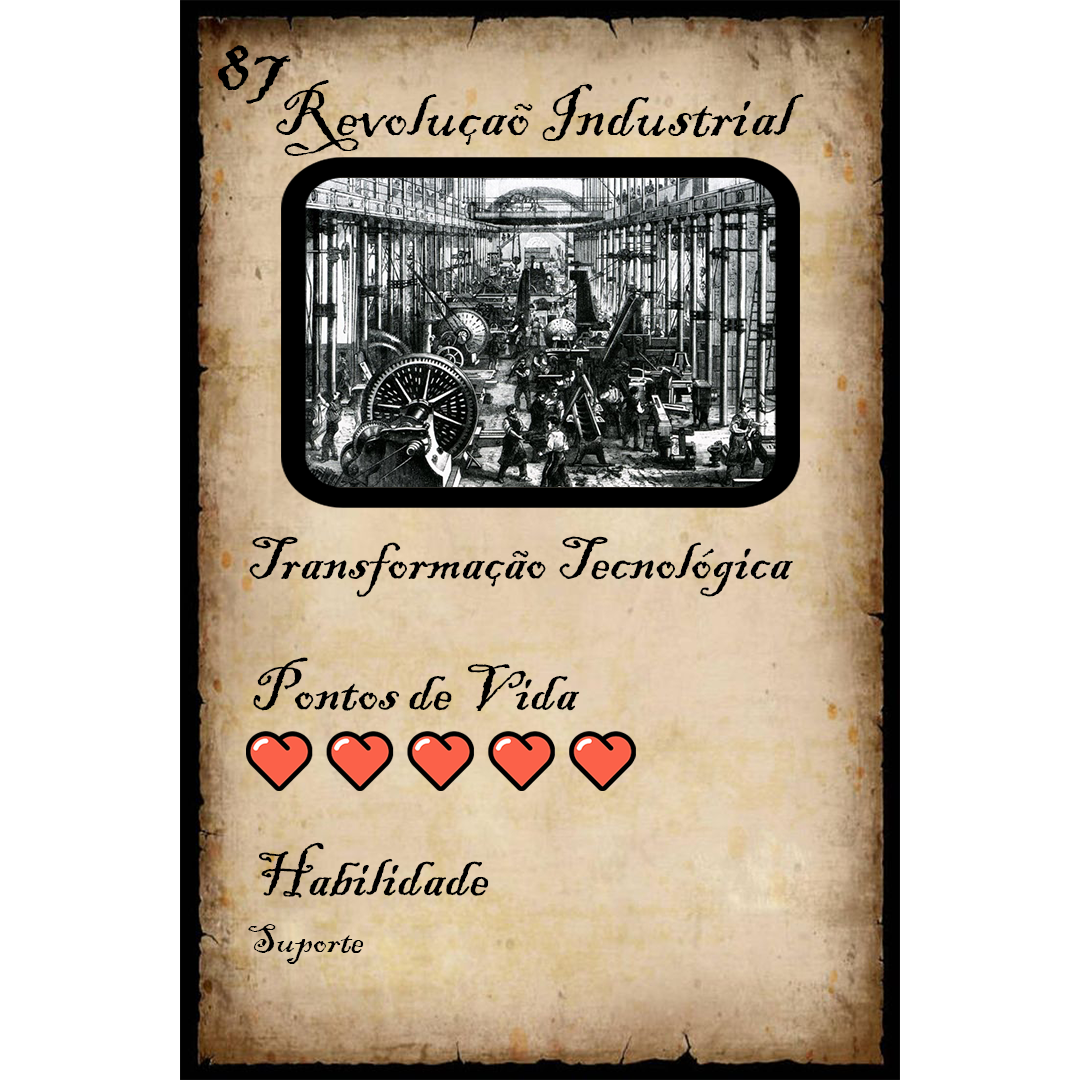 87
Revoluçaõ Industrial
Transformação Tecnológica
Pontos de Vida
Habilidade
Suporte